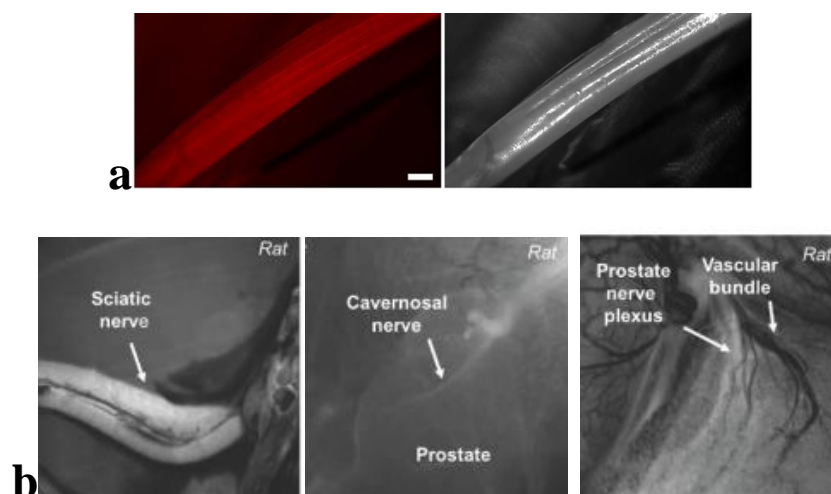 a
Rat
Sciatic
nerve
Rat
Cavernosal
nerve
Prostate
Rat
Prostate
nerve
plexus
Vascular
bundle
b